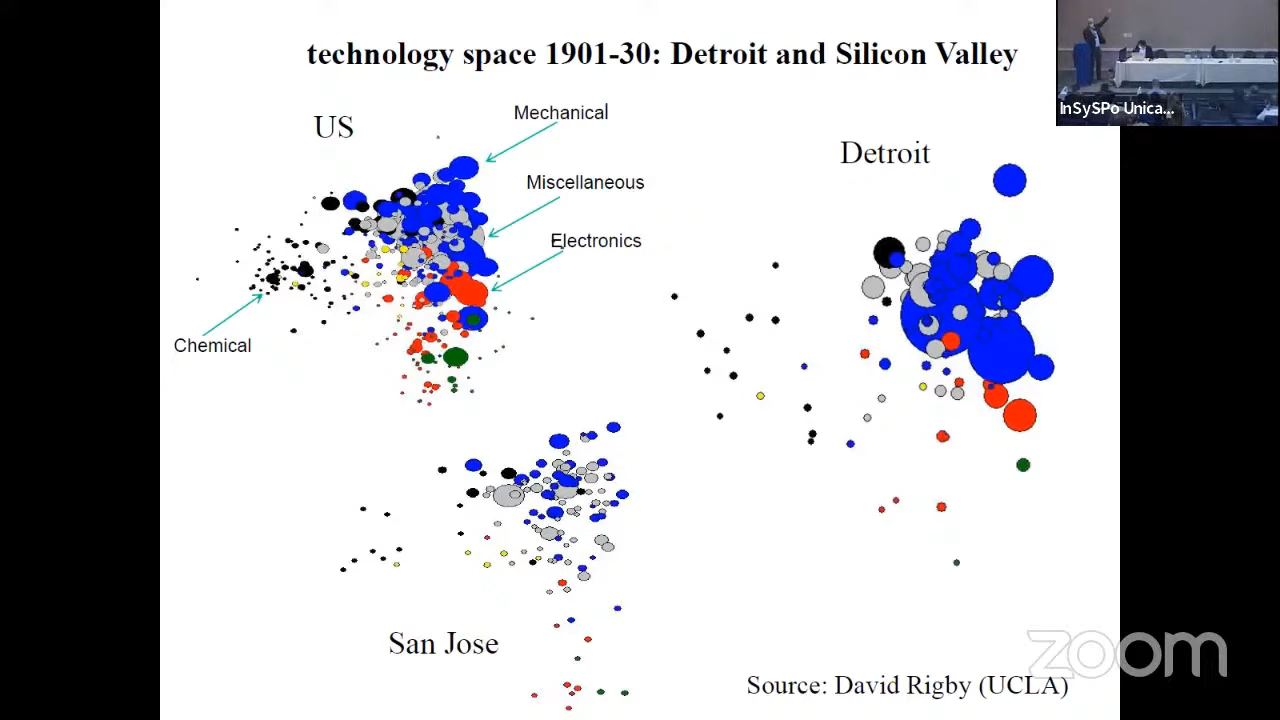 technology space 1901-30: Detroit and Silicon Valley
InSySPo Unica...
US
Mechanical
Detroit
Miscellaneous
Electronics
Chemical
San Jose
zoom
Source: David Rigby (UCLA)